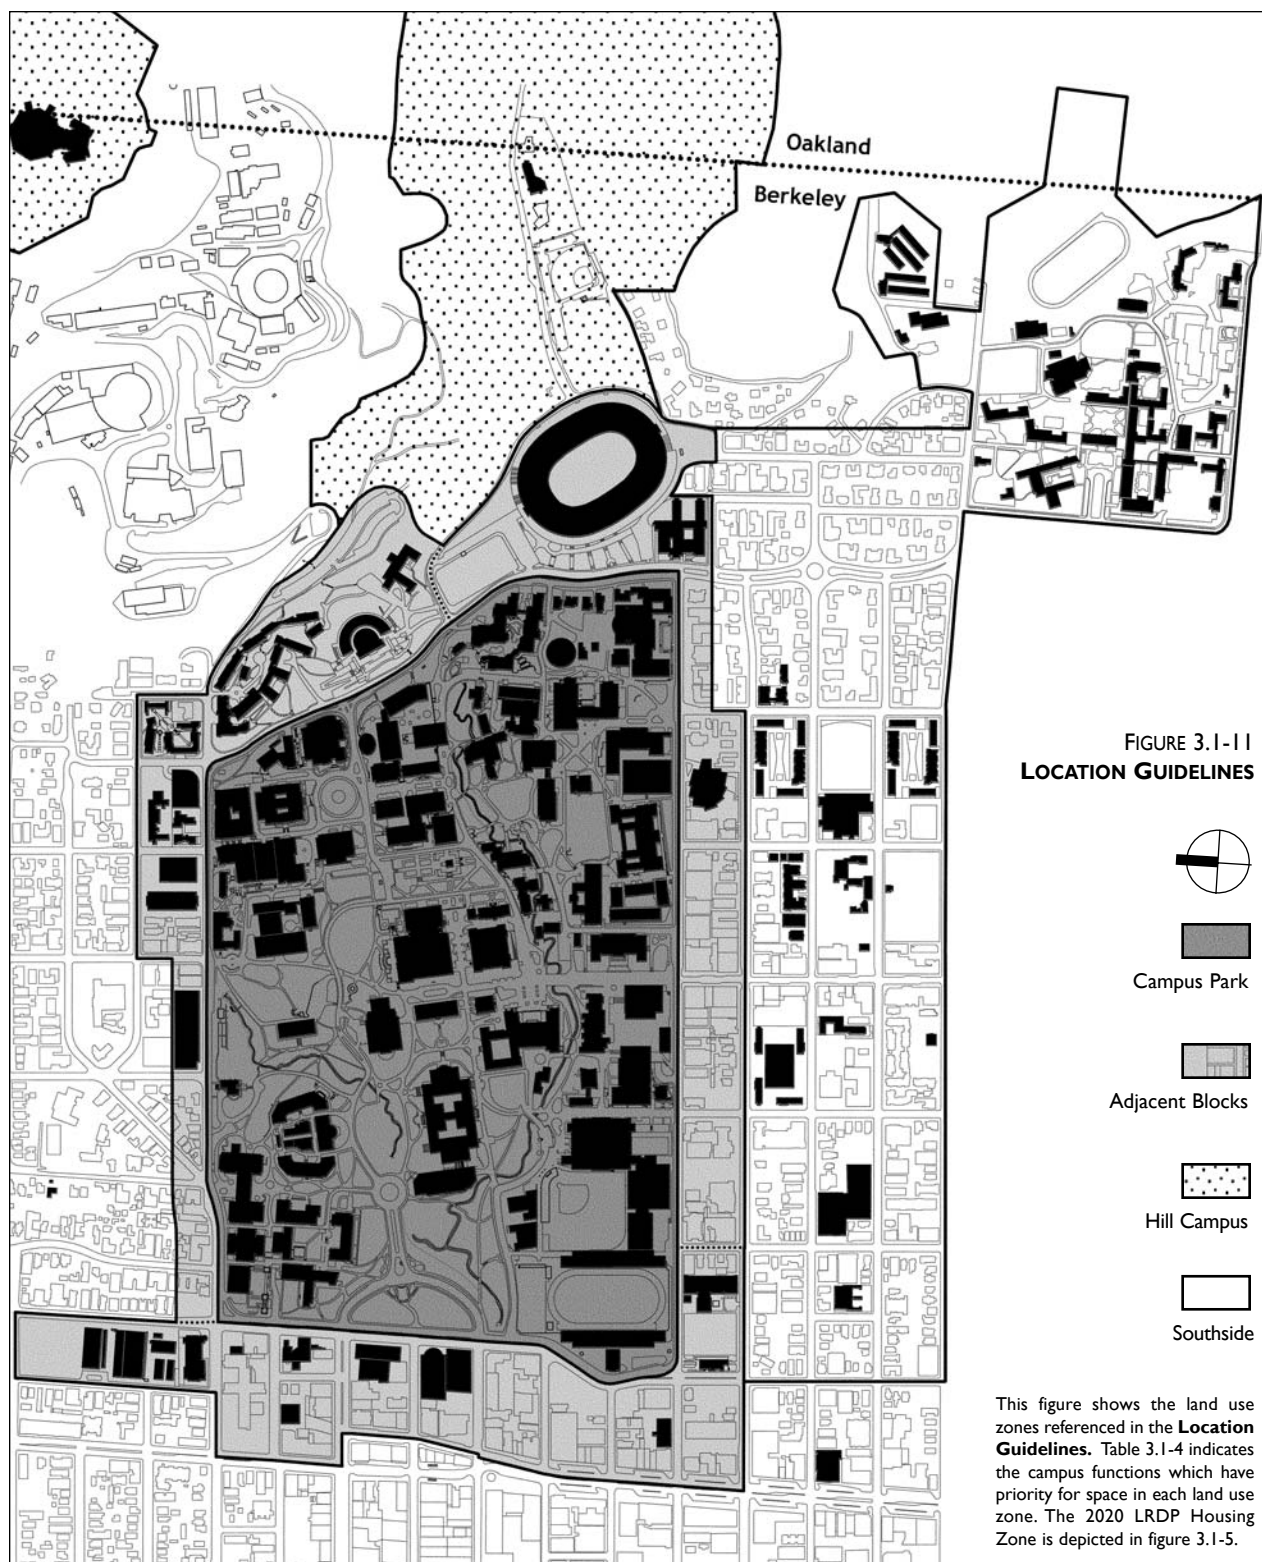 Oakland
Berkeley
FIGURE 3.1-11
LOCATION GUIDELINES
Campus Park
Adjacent Blocks
Hill Campus
Southside
This figure shows the land use
zones referenced in the Location
Guidelines. Table 3.1-4 indicates
the campus functions which have
priority for space in each land use
zone. The 2020 LRDP Housing
Zone is depicted in figure 3.1-5.